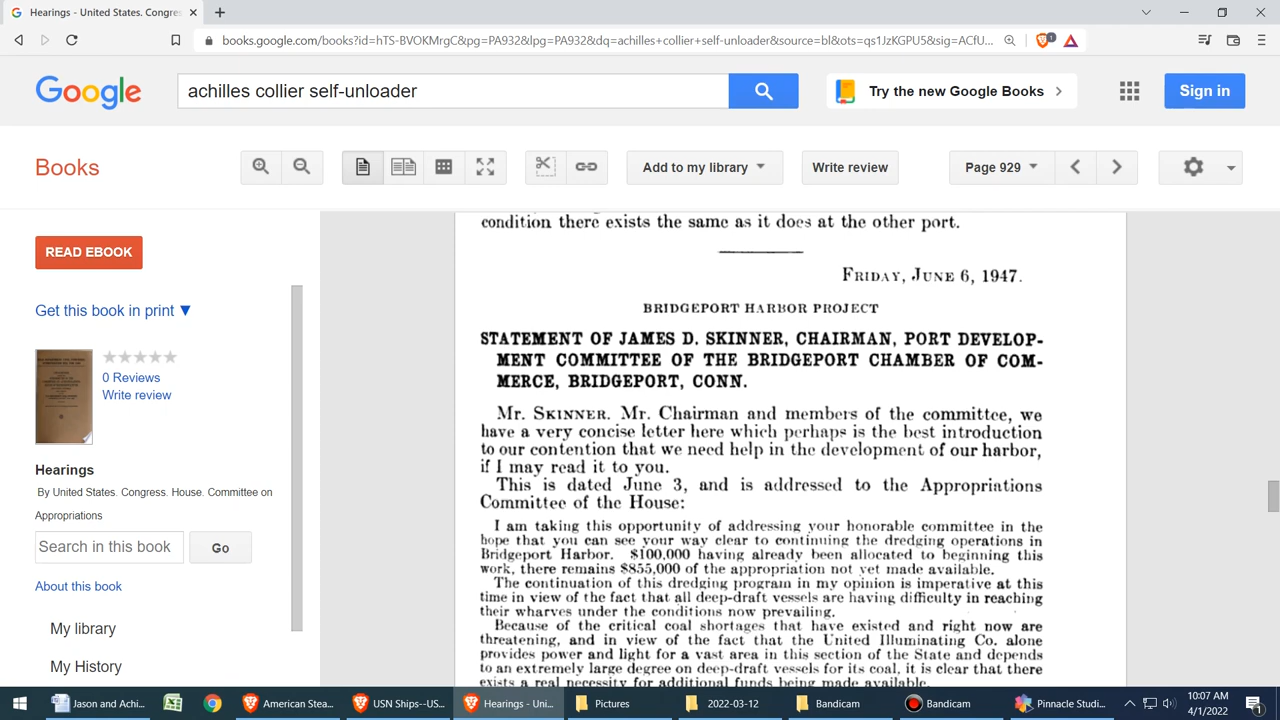 Hearings - United States. Congres
books.google.com/books?id=hTS-BVOKMrgC&pg=PA932&lpg=PA932&dq=achilles+collier+self-unloader&source=bl&ots=qs1JzKGPU5&sig=ACfU...
1
Google
achilles collier self-unloader
Try the new Google Books
Sign in
Books
Add to my library
Write review
Page 929
READ EBOOK
Get this book in print ▼
0 Reviews
Write review
Hearings
By United States. Congress. House. Committee on
Appropriations
Search in this book
Go
About this book
My library
My History
condition there exists the same as it does at the other port.
FRIDAY, JUNE 6, 1947.
BRIDGEPORT HARBOR PROJECT
STATEMENT OF JAMES D. SKINNER, CHAIRMAN, PORT DEVELOP-
MENT COMMITTEE OF THE BRIDGEPORT CHAMBER OF COM-
MERCE, BRIDGEPORT, CONN.
Mr. SKINNER. Mr. Chairman and members of the committee, we
have a very concise letter here which perhaps is the best introduction
to our contention that we need help in the development of our harbor,
if I may read it to you.
This is dated June 3, and is addressed to the Appropriations
Committee of the House:
I am taking this opportunity of addressing your honorable committee in the
hope that you can see your way clear to continuing the dredging operations in
Bridgeport Harbor. $100,000 having already been allocated to beginning this
work, there remains $855,000 of the appropriation not yet made available.
The continuation of this dredging program in my opinion is imperative at this
time in view of the fact that all deep-draft vessels are having difficulty in reaching
their wharves under the conditions now prevailing.
Because of the critical coal shortages that have existed and right now are
threatening, and in view of the fact that the United Illuminating Co. alone
provides power and light for a vast area in this section of the State and depends
to an extremely large degree on deep-draft vessels for its coal, it is clear that there
exists a real necessity for additional funds being made available.
Jason and Achi...
American Stea...
USN Ships--US...
Hearings - Uni...
Pictures
2022-03-12
Bandicam
Bandicam
Pinnacle Studi...
10:07 AM
4/1/2022
1